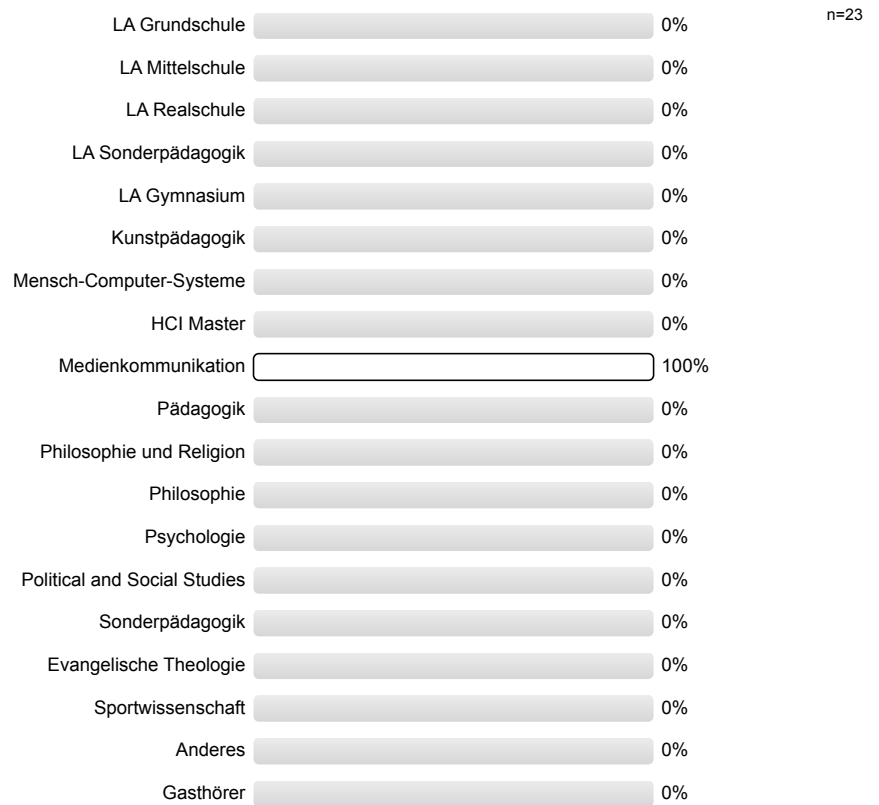 n=23
LA Grundschule 0%
LA Mittelschule 0%
LA Realschule 0%
LA Sonderpädagogik 0%
LA Gymnasium 0%
Kunstpädagogik 0%
Mensch-Computer-Systeme 0%
HCI Master 0%
Medienkommunikation 100%
Pädagogik 0%
Philosophie und Religion 0%
Philosophie 0%
Psychologie 0%
Political and Social Studies 0%
Sonderpädagogik 0%
Evangelische Theologie 0%
Sportwissenschaft 0%
Anderes 0%
Gasthörer 0%